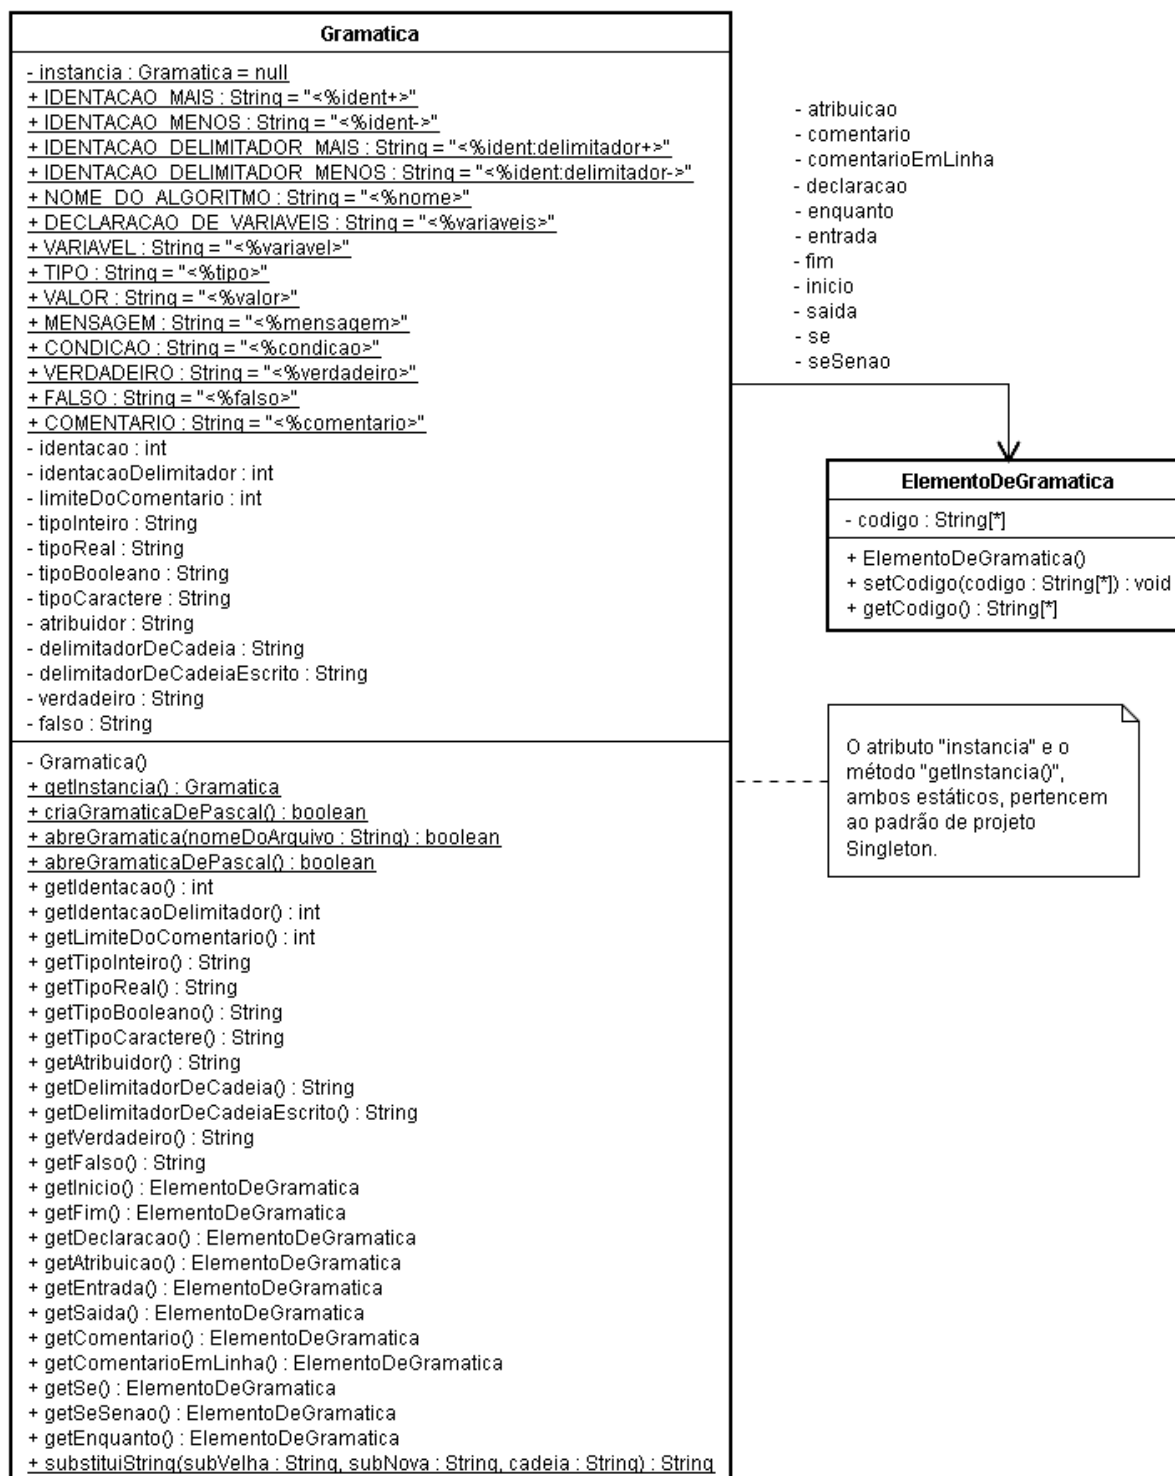 Gramatica
- instancia : Gramatica = null
+ IDENTACAO_MAIS : String = "<%ident+>"
+ IDENTACAO_MENOS : String = "<%ident->"
+ IDENTACAO_DELIMITADOR_MAIS : String = "<%ident:delimitador+>"
+ IDENTACAO_DELIMITADOR_MENOS : String = "<%ident:delimitador->"
+ NOME_DO_ALGORITMO : String = "<%nome>"
+ DECLARACAO_DE_VARIAVEIS : String = "<%variaveis>"
+ VARIAVEL : String = "<%variavel>"
+ TIPO : String = "<%tipo>"
+ VALOR : String = "<%valor>"
+ MENSAGEM : String = "<%mensagem>"
+ CONDICAO : String = "<%condicao>"
+ VERDADEIRO : String = "<%verdadeiro>"
+ FALSO : String = "<%falso>"
+ COMENTARIO : String = "<%comentario>"
- identacao : int
- identacaoDelimitador : int
- limiteDoComentario : int
- tipoInteiro : String
- tipoReal : String
- tipoBooleano : String
- tipoCaractere : String
- atribuidor : String
- delimitadorDeCadeia : String
- delimitadorDeCadeiaEscrito : String
- verdadeiro : String
- falso : String
- Gramatica()
+ getInstancia() : Gramatica
+ criaGramaticaDePascal() : boolean
+ abreGramatica(nomeDoArquivo : String) : boolean
+ abreGramaticaDePascal() : boolean
+ getIdentacao() : int
+ getIdentacaoDelimitador() : int
+ getLimiteDoComentario() : int
+ getTipoInteiro() : String
+ getTipoReal() : String
+ getTipoBooleano() : String
+ getTipoCaractere() : String
+ getAtribuidor() : String
+ getDelimitadorDeCadeia() : String
+ getDelimitadorDeCadeiaEscrito() : String
+ getVerdadeiro() : String
+ getFalso() : String
+ getInicio() : ElementoDeGramatica
+ getFim() : ElementoDeGramatica
+ getDeclaracao() : ElementoDeGramatica
+ getAtribuicao() : ElementoDeGramatica
+ getEntrada() : ElementoDeGramatica
+ getSaida() : ElementoDeGramatica
+ getComentario() : ElementoDeGramatica
+ getComentarioEmLinha() : ElementoDeGramatica
+ getSe() : ElementoDeGramatica
+ getSeSenao() : ElementoDeGramatica
+ getEnquanto() : ElementoDeGramatica
+ substituiString(subVelha : String, subNova : String, cadeia : String) : String
- atribuicao
- comentario
- comentarioEmLinha
- declaracao
- enquanto
- entrada
- fim
- inicio
- saida
- se
- seSenao
ElementoDeGramatica
- codigo : String[*]
+ ElementoDeGramatica()
+ setCodigo(codigo : String[*]) : void
+ getCodigo() : String[*]
O atributo "instancia" e o
método "getInstancia()",
ambos estáticos, pertencem
ao padrão de projeto
Singleton.